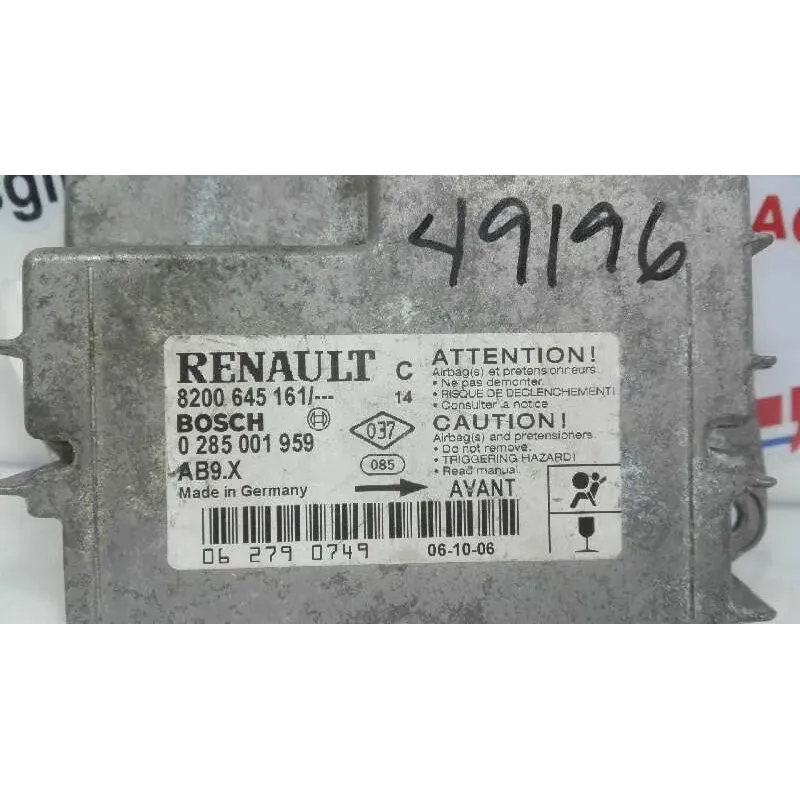 49196
RENAULT C
8200 645 161/--- 14
BOSCH
0 285 001 959
AB9.X
Made in Germany
037
085
ATTENTION!
Airbag(s) et pretensionneurs
• Ne pas demonter.
• RISQUE DE DECLENCHEMENT!
• Consulter la notice
CAUTION!
Airbag(s) and pretensioners.
• Do not remove.
• TRIGGERING HAZARD!
• Read manual.
AVANT
06 279 0749
06-10-06